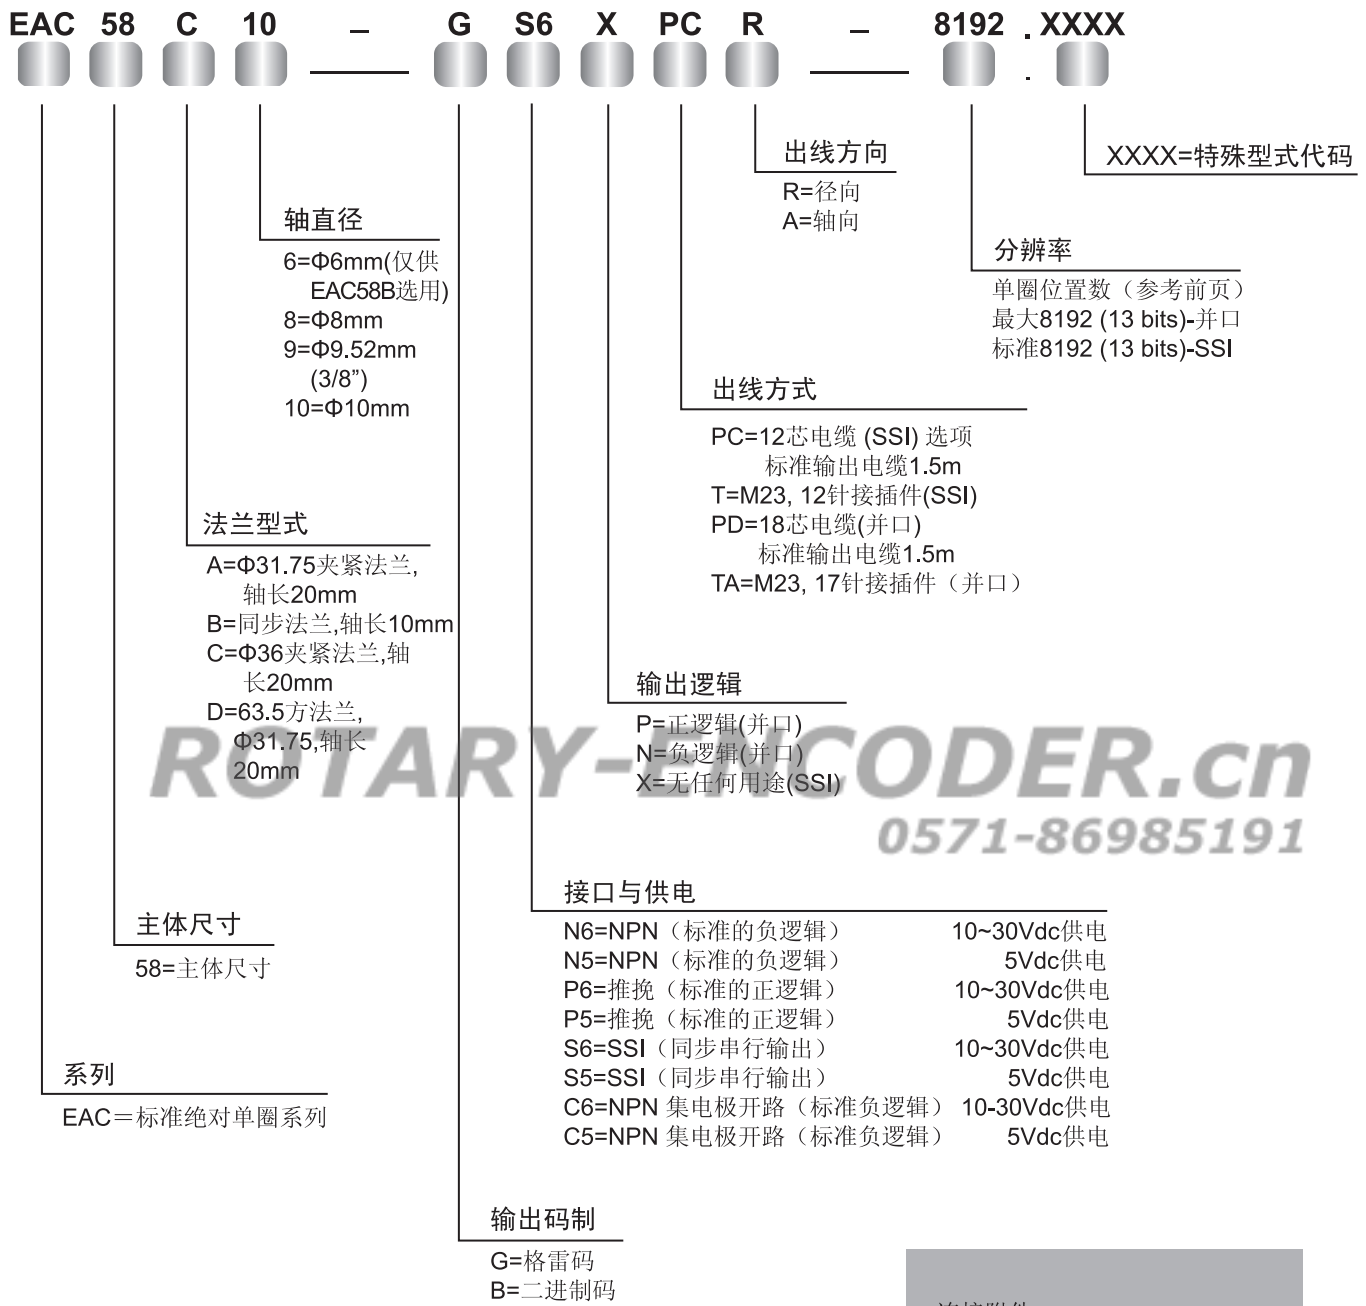 EAC 58 C 10 – G S6 X PC R – 8192 . XXXX
出线方向
R=径向
A=轴向
XXXX=特殊型式代码
轴直径
6=Φ6mm(仅供
EAC58B选用)
8=Φ8mm
9=Φ9.52mm
(3/8”)
10=Φ10mm
分辨率
单圈位置数（参考前页）
最大8192 (13 bits)-并口
标准8192 (13 bits)-SSI
出线方式
PC=12芯电缆 (SSI) 选项
标准输出电缆1.5m
T=M23, 12针接插件(SSI)
PD=18芯电缆(并口)
标准输出电缆1.5m
TA=M23, 17针接插件（并口）
法兰型式
A=Φ31.75夹紧法兰,
轴长20mm
B=同步法兰,轴长10mm
C=Φ36夹紧法兰,轴
长20mm
D=63.5方法兰,
Φ31.75,轴长
20mm
输出逻辑
P=正逻辑(并口)
N=负逻辑(并口)
X=无任何用途(SSI)
ROTARY-ENCODER.cn
0571-86985191
接口与供电
N6=NPN（标准的负逻辑） 10~30Vdc供电
N5=NPN（标准的负逻辑） 5Vdc供电
P6=推挽（标准的正逻辑） 10~30Vdc供电
P5=推挽（标准的正逻辑） 5Vdc供电
S6=SSI（同步串行输出） 10~30Vdc供电
S5=SSI（同步串行输出） 5Vdc供电
C6=NPN 集电极开路（标准负逻辑） 10-30Vdc供电
C5=NPN 集电极开路（标准负逻辑） 5Vdc供电
主体尺寸
58=主体尺寸
系列
EAC＝标准绝对单圈系列
输出码制
G=格雷码
B=二进制码